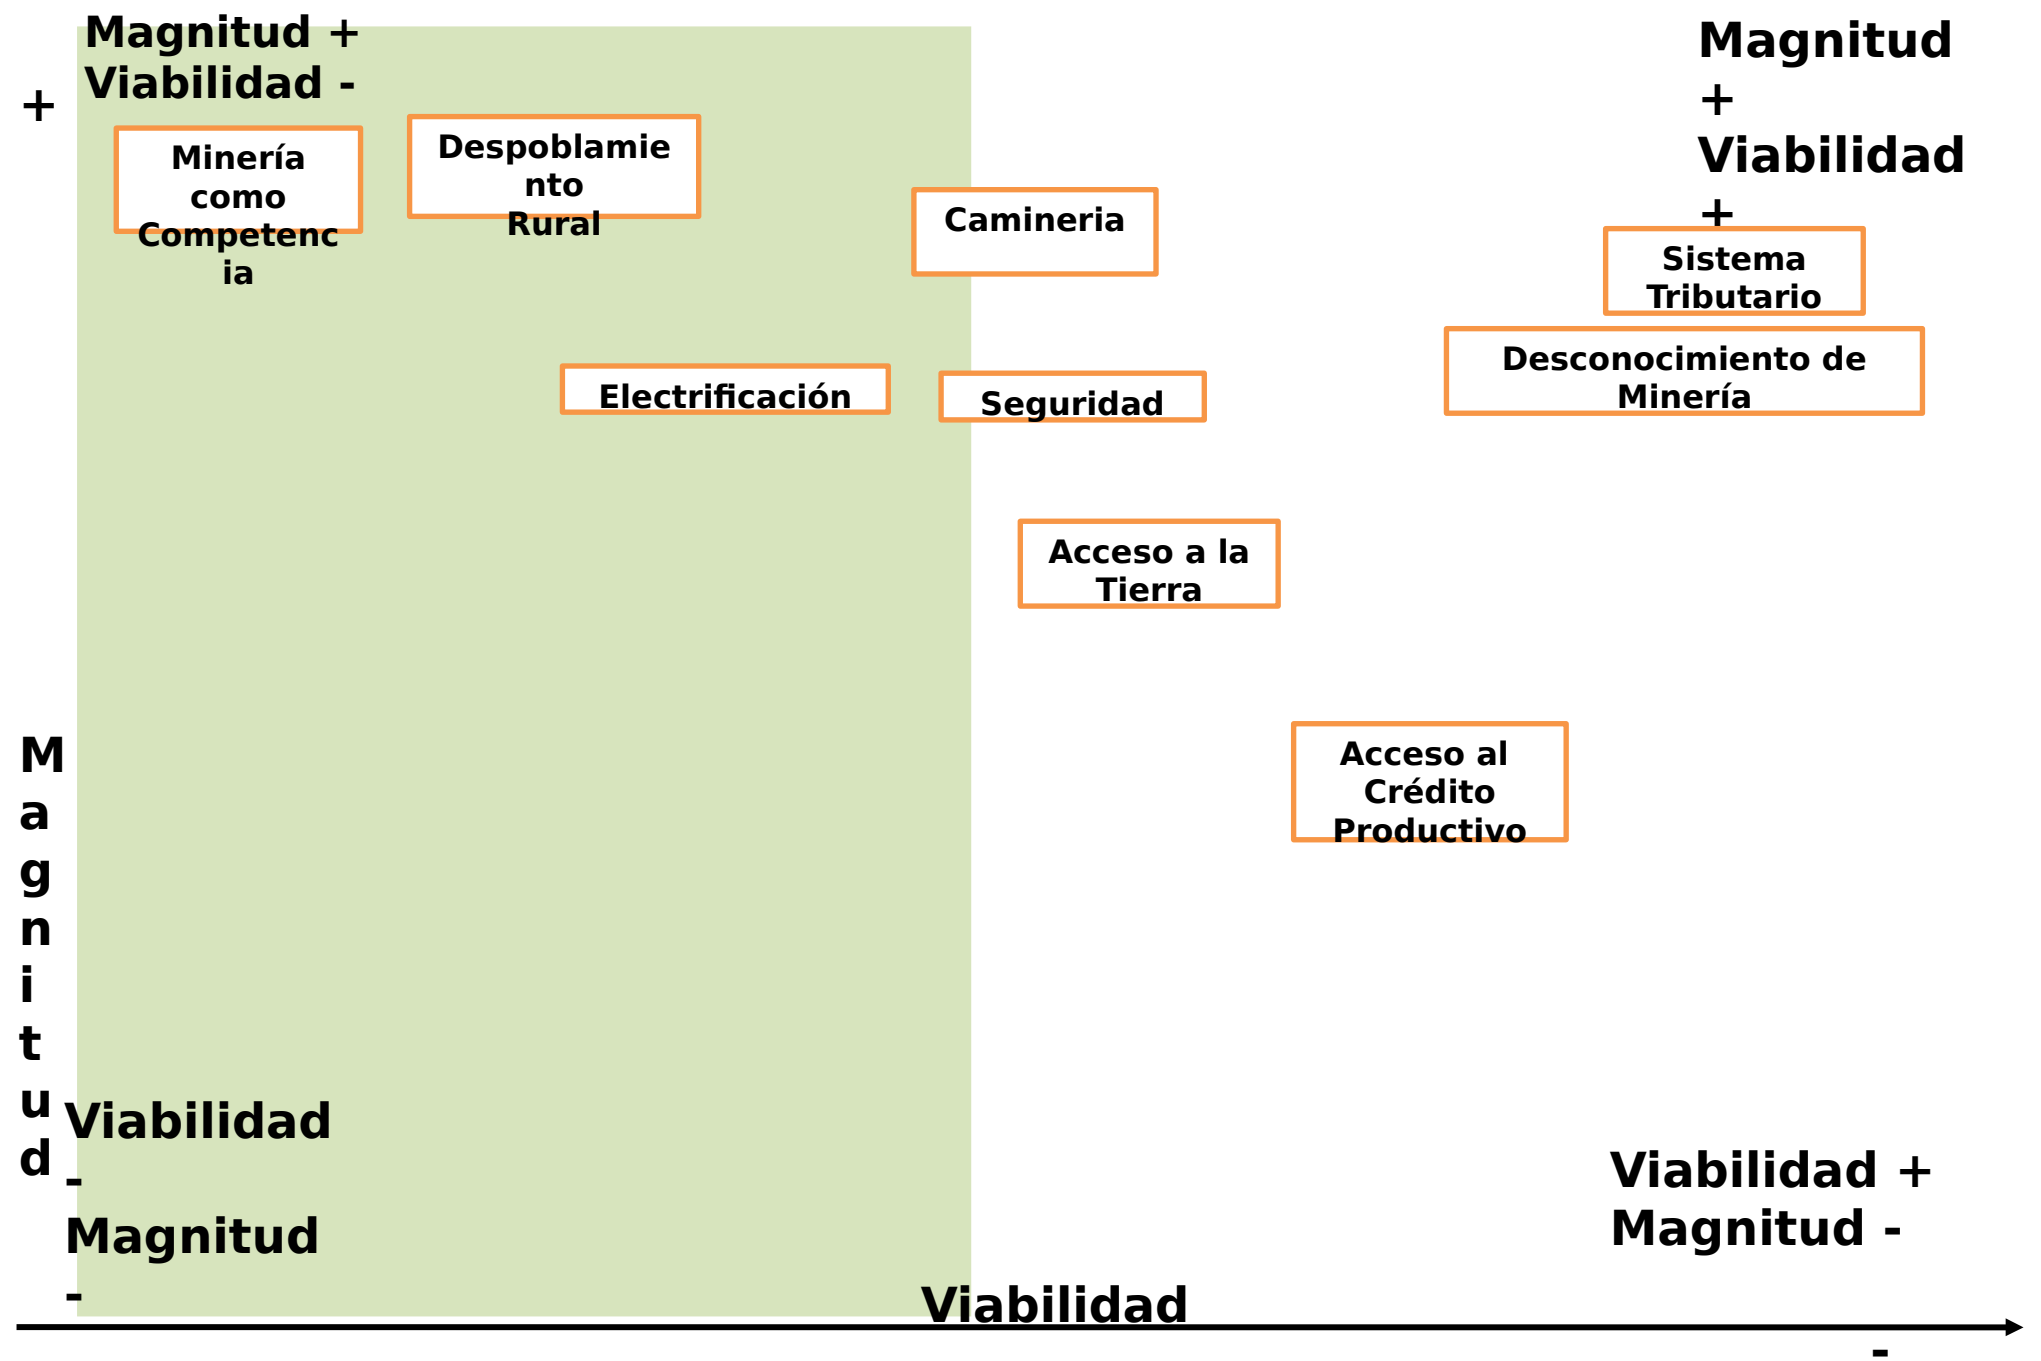 Magnitud +
Viabilidad -
+
Magnitud
+
Viabilidad
+
Minería
como
Competenc
ia
Despoblamie
nto
Rural
Camineria
Sistema
Tributario
Desconocimiento de
Minería
Electrificación
Seguridad
Acceso a la
Tierra
Acceso al
Crédito
Productivo
M
a
g
n
i
t
u
d
Viabilidad
-
Magnitud
-
Viabilidad +
Magnitud -
Viabilidad
-